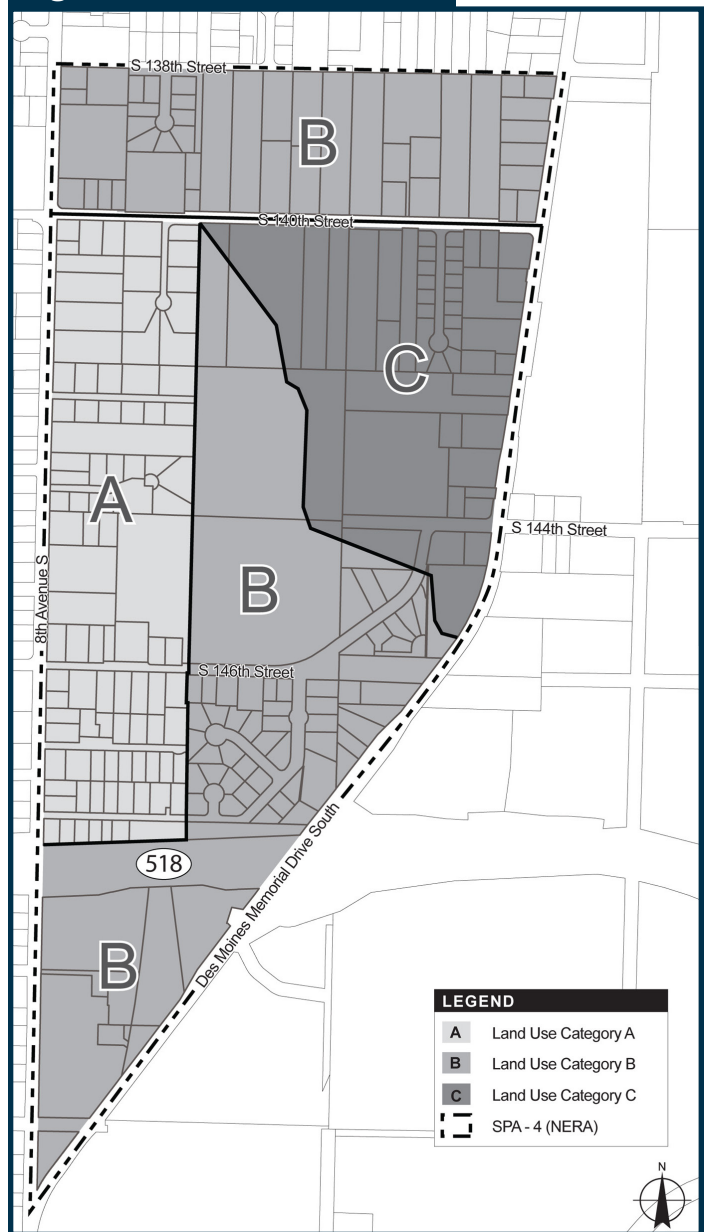 S 138th Street
B
S 140th Street
C
A
S 144th Street
8th Avenue S
B
S 146th Street
Des Moines Memorial Drive South
518
B
LEGEND
A Land Use Category A
B Land Use Category B
C Land Use Category C
SPA - 4 (NERA)
N